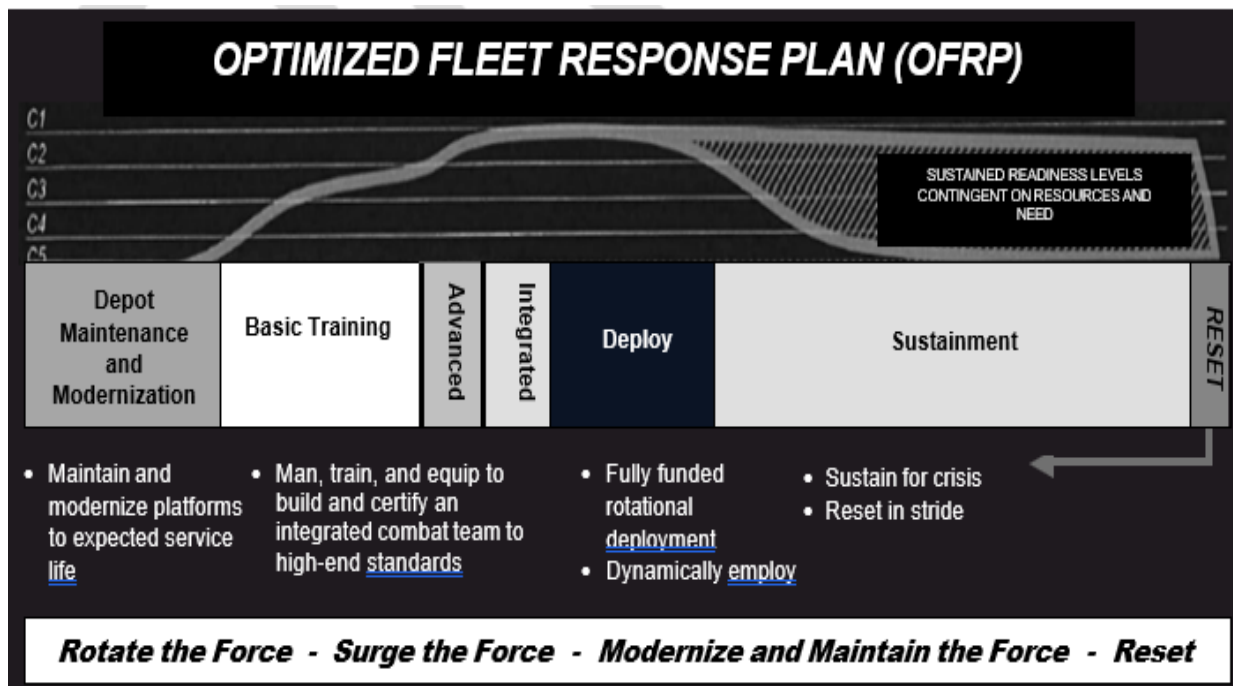 OPTIMIZED FLEET RESPONSE PLAN (OFRP)
C1
C2
C3
C4
C5
SUSTAINED READINESS LEVELS
CONTINGENT ON RESOURCES AND
NEED
Depot
Maintenance
and
Modernization
Basic Training
Advanced
Integrated
Deploy
Sustainment
RESET
• Maintain and
modernize platforms
to expected service
life
• Man, train, and equip to
build and certify an
integrated combat team to
high-end standards
• Fully funded
rotational
deployment
• Dynamically employ
• Sustain for crisis
• Reset in stride
Rotate the Force - Surge the Force - Modernize and Maintain the Force - Reset